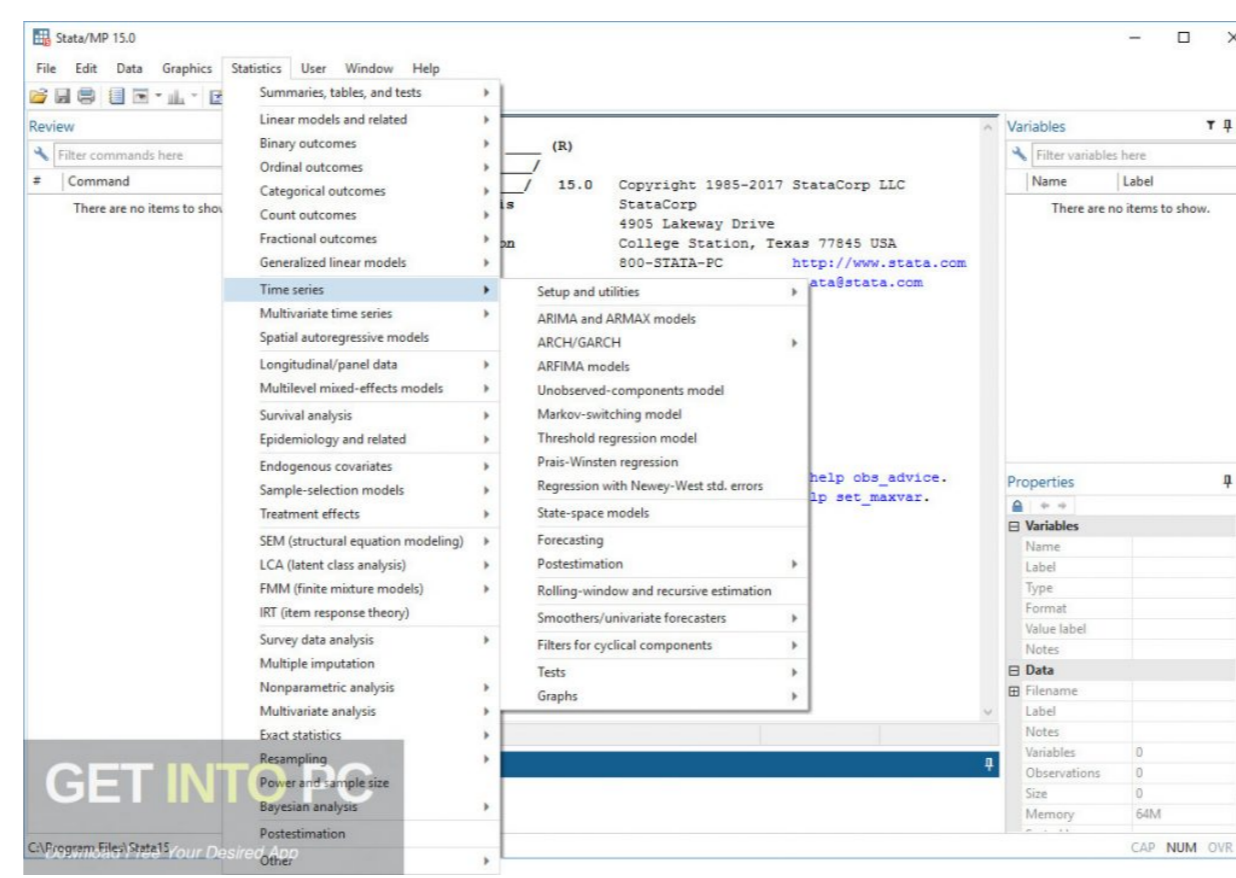 Stata/MP 15.0
File Edit Data Graphics Statistics User Window Help
Review
Filter commands here
# Command
There are no items to show
Summaries, tables, and tests
Linear models and related
Binary outcomes
Ordinal outcomes
Categorical outcomes
Count outcomes
Fractional outcomes
Generalized linear models
Time series
Multivariate time series
Spatial autoregressive models
Longitudinal/panel data
Multilevel mixed-effects models
Survival analysis
Epidemiology and related
Endogenous covariates
Sample-selection models
Treatment effects
SEM (structural equation modeling)
LCA (latent class analysis)
FMM (finite mixture models)
IRT (item response theory)
Survey data analysis
Multiple imputation
Nonparametric analysis
Multivariate analysis
Exact statistics
Resampling
Power and sample size
Bayesian analysis
Postestimation
Other
Setup and utilities
ARIMA and ARMAX models
ARCH/GARCH
ARFIMA models
Unobserved-components model
Markov-switching model
Threshold regression model
Prais-Winsten regression
Regression with Newey-West std. errors
State-space models
Forecasting
Postestimation
Rolling-window and recursive estimation
Smoothers/univariate forecasters
Filters for cyclical components
Tests
Graphs
(R)
15.0 Copyright 1985-2017 StataCorp LLC
is StataCorp
4905 Lakeway Drive
on College Station, Texas 77845 USA
800-STATA-PC http://www.stata.com
ata@stata.com
help obs_advice.
lp set_maxvar.
Variables
Filter variables here
Name Label
There are no items to show.
Properties
Variables
Name
Label
Type
Format
Value label
Notes
Data
Filename
Label
Notes
Variables 0
Observations 0
Size 0
Memory 64M
C:\Program Files\Stata15
CAP NUM OVR
GET INTO PC
Download Free Your Desired App